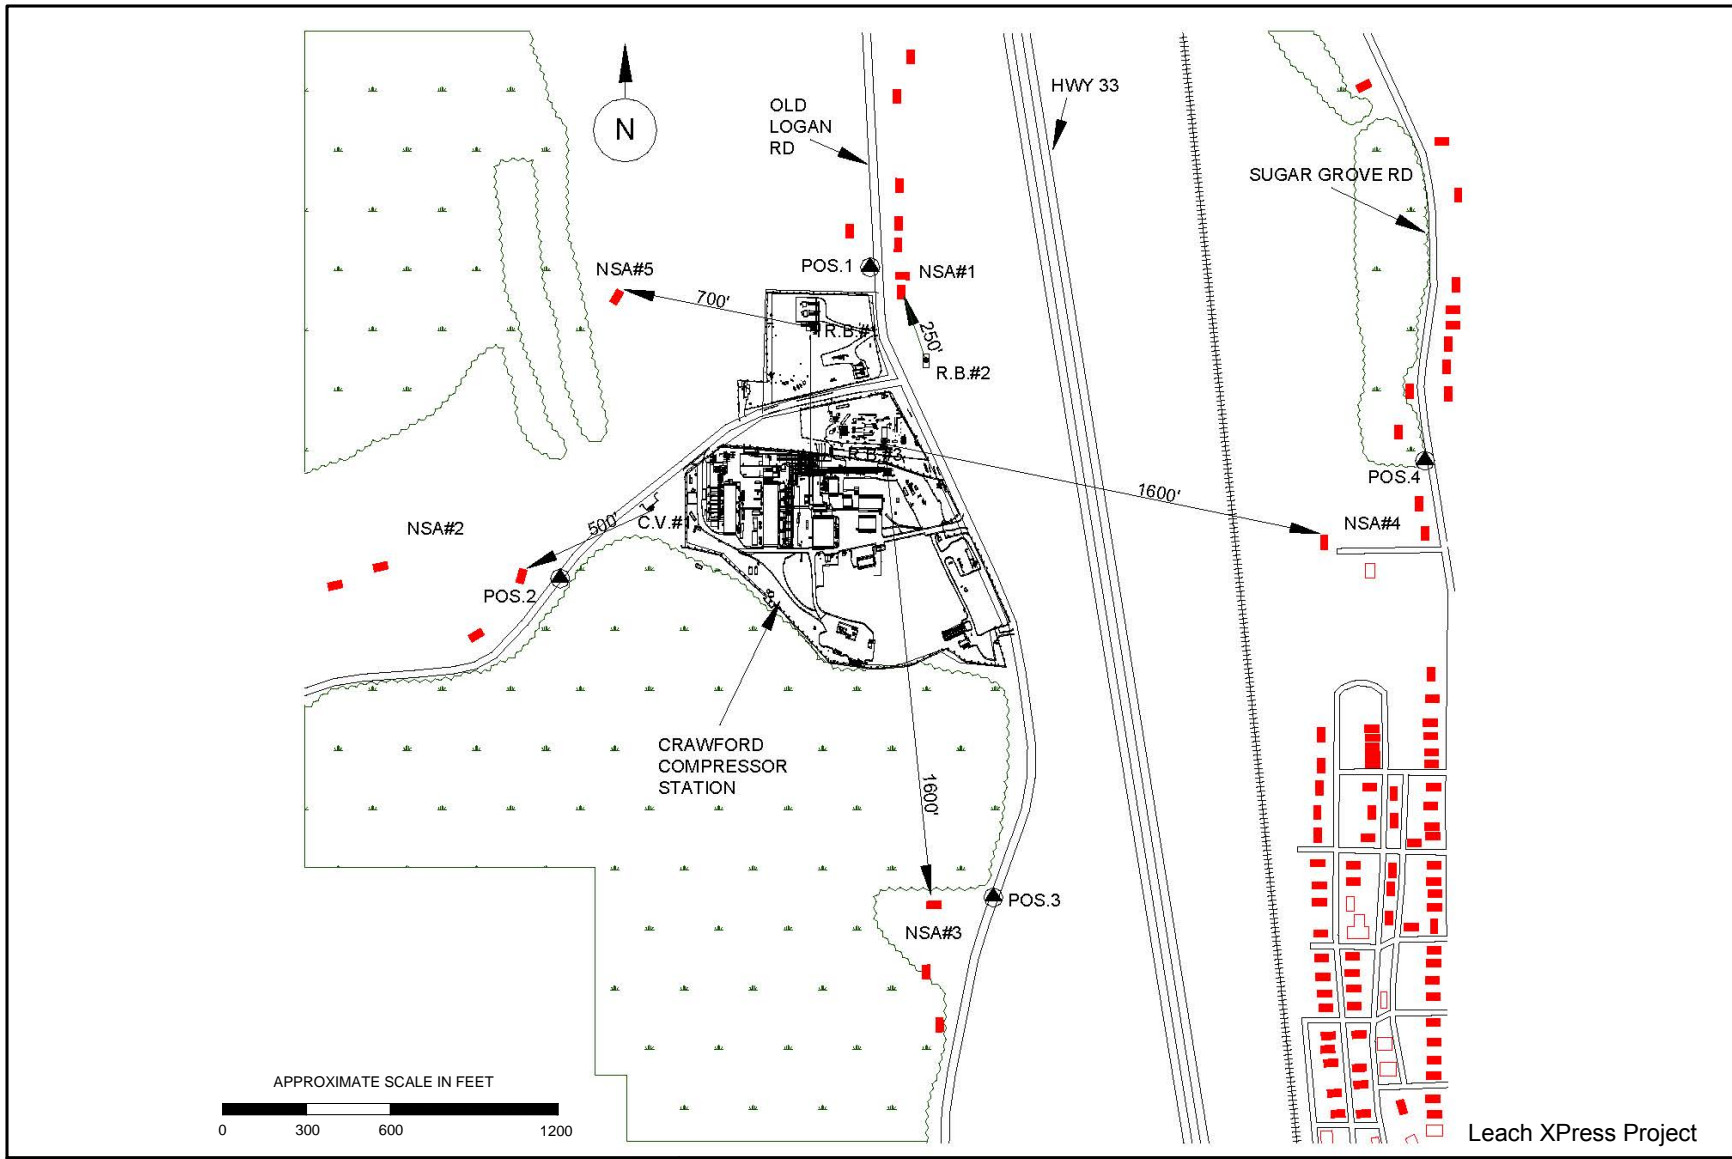 N
OLD
LOGAN
RD
HWY 33
SUGAR GROVE RD
NSA#5
700'
POS.1
NSA#1
R.B.#
250'
R.B.#2
R.B.#3
POS.4
1600'
NSA#4
NSA#2
500'
C.V.#
POS.2
CRAWFORD
COMPRESSOR
STATION
1600'
POS.3
NSA#3
APPROXIMATE SCALE IN FEET
0 300 600 1200
Leach XPress Project